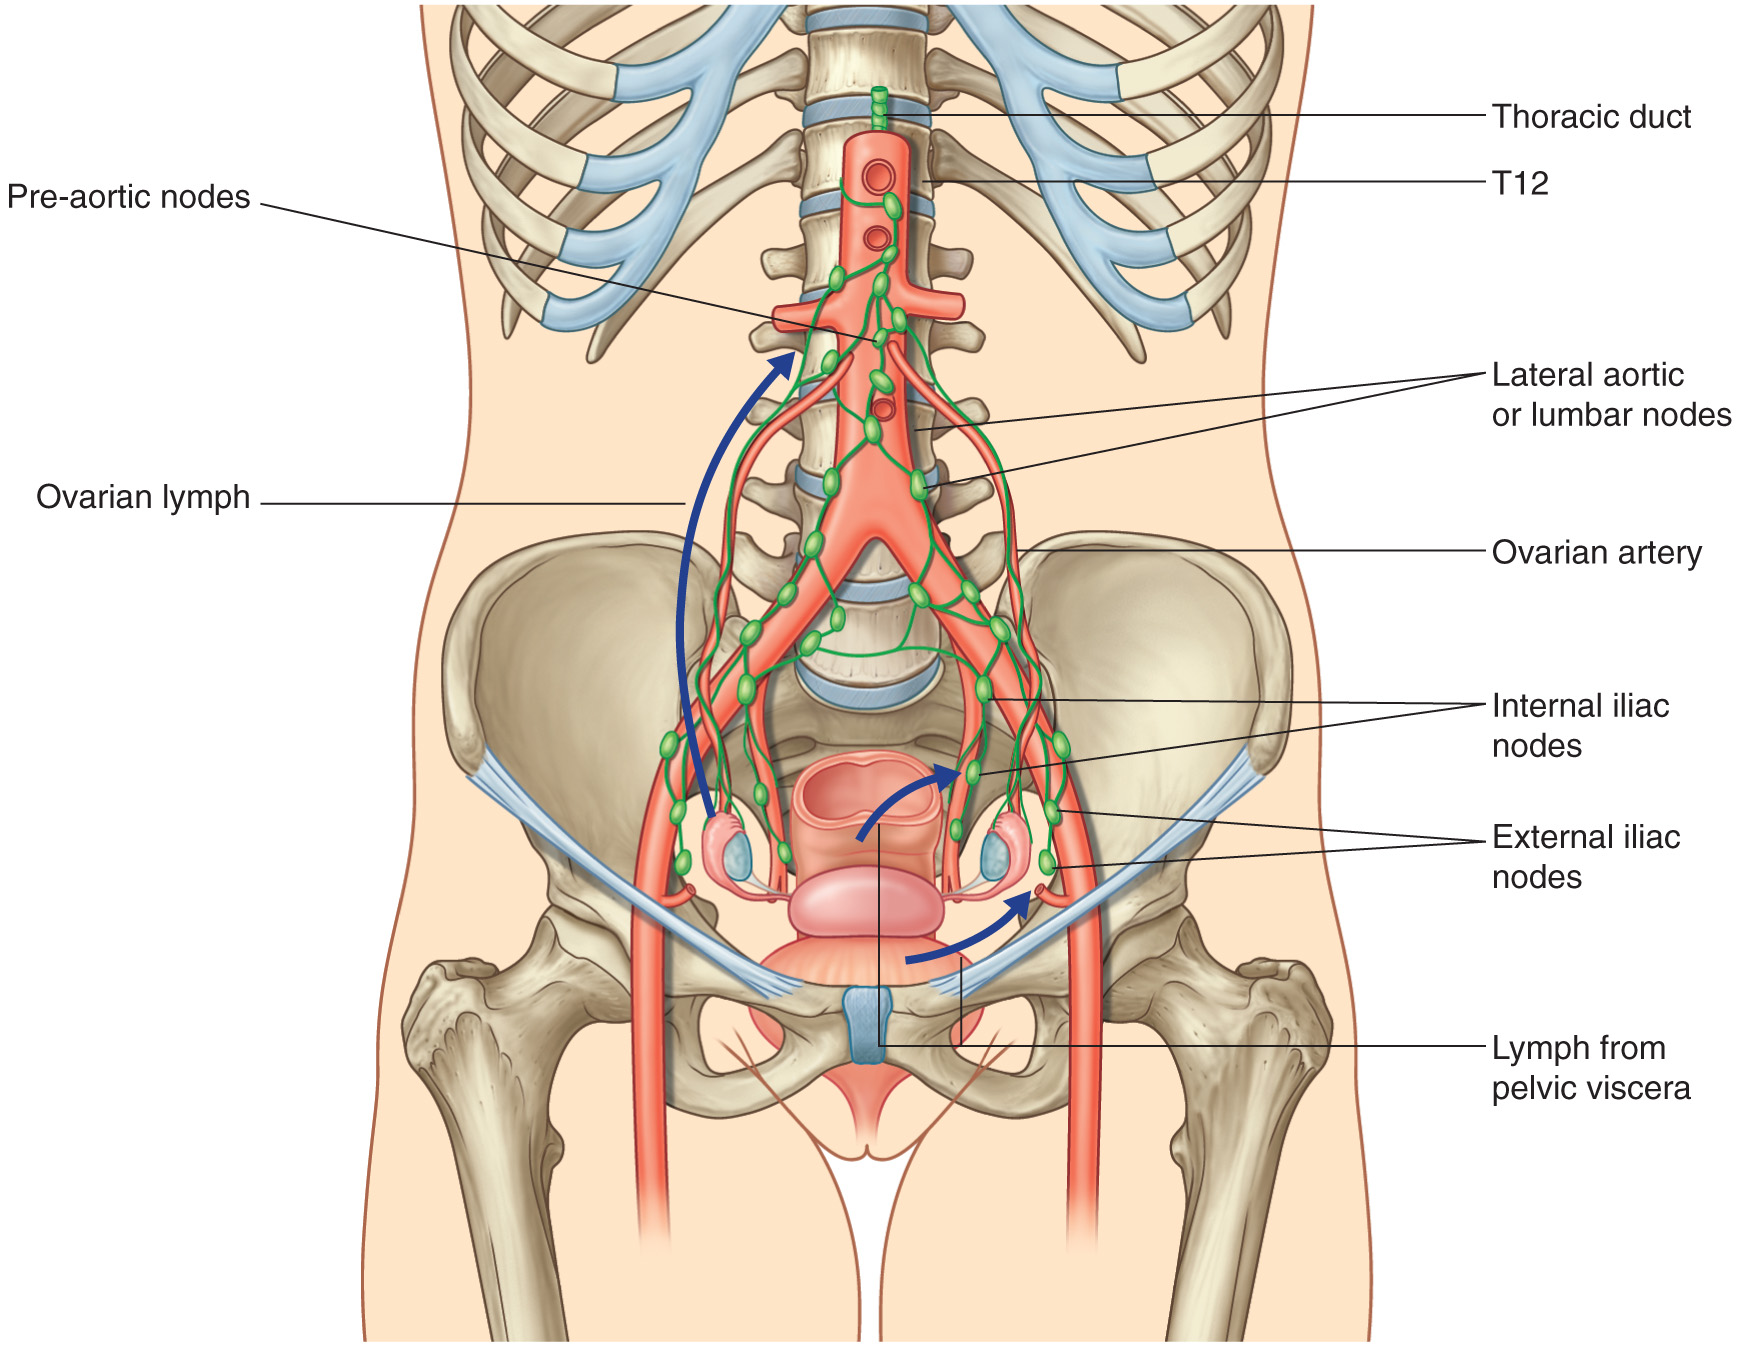 Thoracic duct
T12
Pre-aortic nodes
Lateral aortic
or lumbar nodes
Ovarian lymph
Ovarian artery
Internal iliac
nodes
External iliac
nodes
Lymph from
pelvic viscera